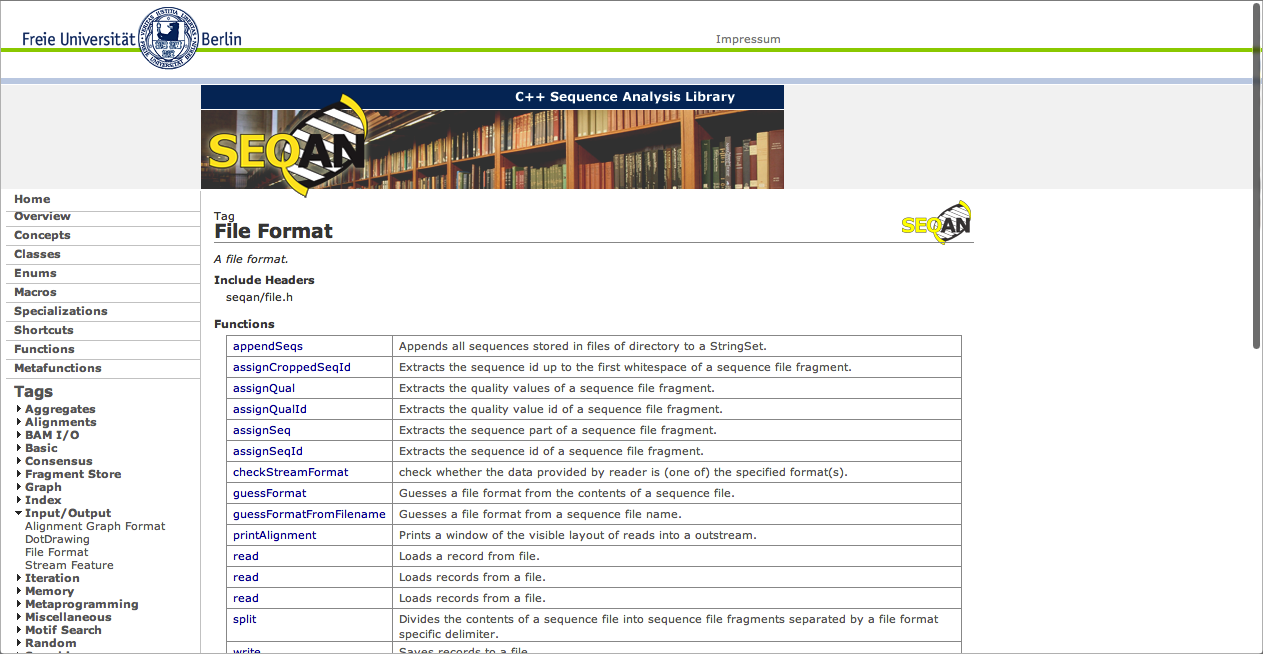 Freie Universität Berlin
Impressum
C++ Sequence Analysis Library
SEQAN
Home
Overview
Concepts
Classes
Enums
Macros
Specializations
Shortcuts
Functions
Metafunctions
Tags
Aggregates
Alignments
BAM I/O
Basic
Consensus
Fragment Store
Graph
Index
Input/Output
Alignment Graph Format
DotDrawing
File Format
Stream Feature
Iteration
Memory
Metaprogramming
Miscellaneous
Motif Search
Random
Tag
File Format
SEQAN
A file format.
Include Headers
seqan/file.h
Functions
appendSeqs Appends all sequences stored in files of directory to a StringSet.
assignCroppedSeqId Extracts the sequence id up to the first whitespace of a sequence file fragment.
assignQual Extracts the quality values of a sequence file fragment.
assignQualId Extracts the quality value id of a sequence file fragment.
assignSeq Extracts the sequence part of a sequence file fragment.
assignSeqId Extracts the sequence id of a sequence file fragment.
checkStreamFormat check whether the data provided by reader is (one of) the specified format(s).
guessFormat Guesses a file format from the contents of a sequence file.
guessFormatFromFilename Guesses a file format from a sequence file name.
printAlignment Prints a window of the visible layout of reads into a outstream.
read Loads a record from file.
read Loads records from a file.
read Loads records from a file.
split Divides the contents of a sequence file into sequence file fragments separated by a file format
specific delimiter.
write Saves records to a file.